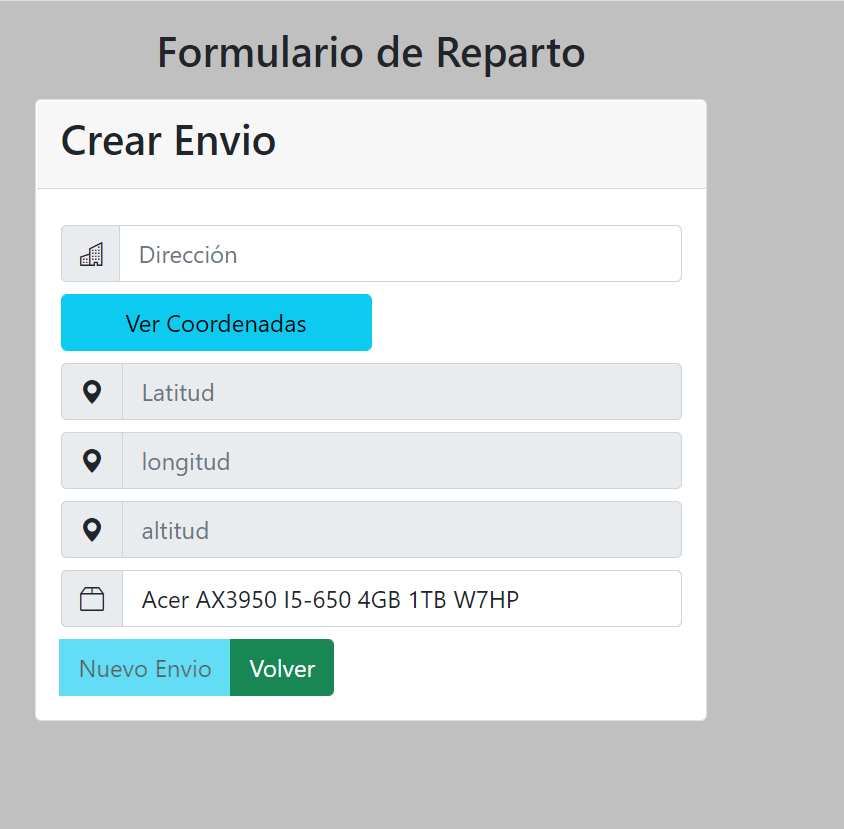 Formulario de Reparto
Crear Envio
Dirección
Ver Coordenadas
Latitud
longitud
altitud
Acer AX3950 I5-650 4GB 1TB W7HP
Nuevo Envio Volver